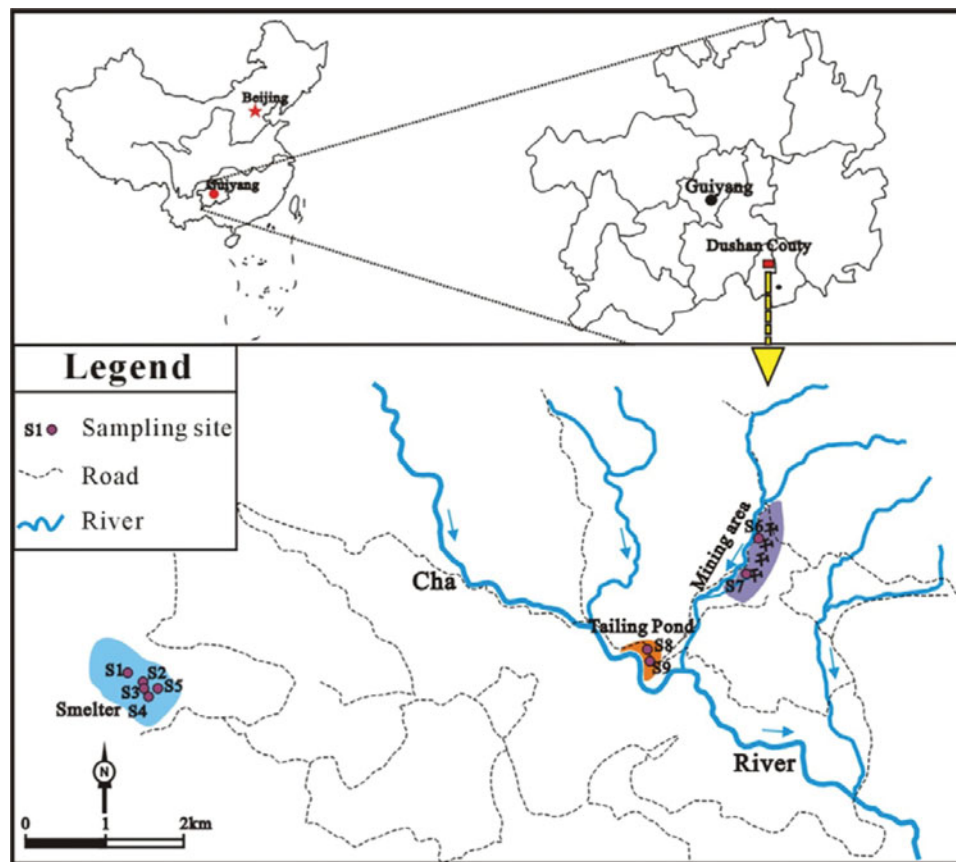 Beijing
Guiyang
Guiyang
Dushan Couty
Legend
S1 Sampling site
Road
River
Cha
River
Mining area
S6
S7
Tailing Pond
S8
S9
S1
S2
S3
S5
S4
Smelter
N
0 1 2km